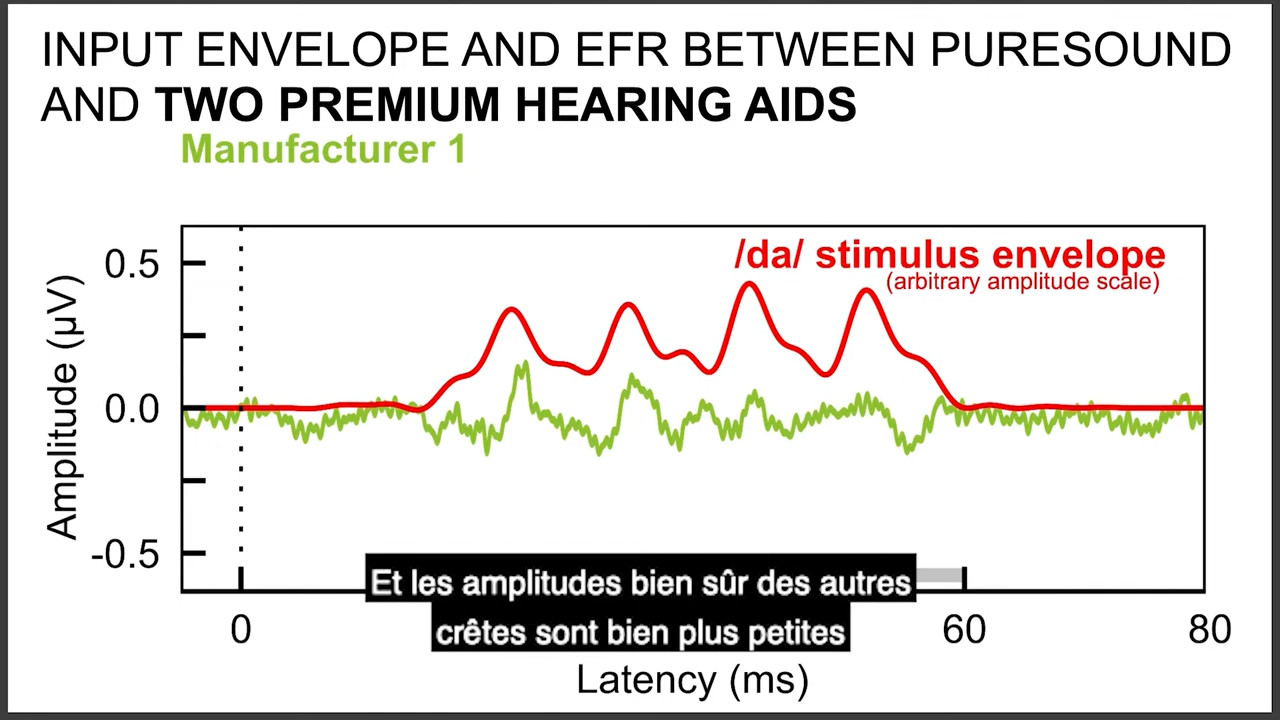 INPUT ENVELOPE AND EFR BETWEEN PURESOUND
AND TWO PREMIUM HEARING AIDS
Manufacturer 1
/da/ stimulus envelope
(arbitrary amplitude scale)
Amplitude (µV)
0.5
0.0
-0.5
Et les amplitudes bien sûr des autres
crêtes sont bien plus petites
0
60
80
Latency (ms)